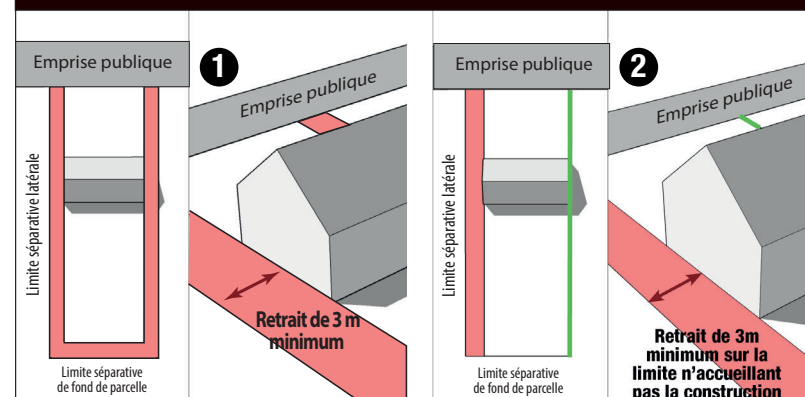 Emprise publique
1
Emprise publique
Limite séparative latérale
Retrait de 3 m
minimum
Limite séparative
de fond de parcelle
Emprise publique
2
Emprise publique
Limite séparative latérale
Retrait de 3m
minimum sur la
limite n'accueillant
pas la construction
Limite séparative
de fond de parcelle